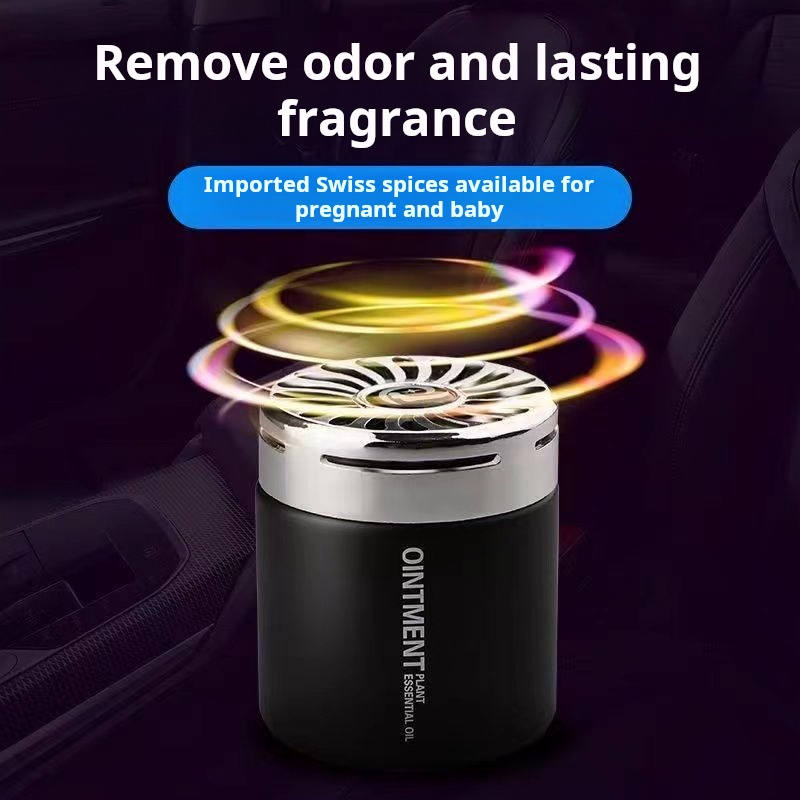 Remove odor and lasting
fragrance
Imported Swiss spices available for
pregnant and baby
OINTMENT
PLANT
ESSENTIAL OIL